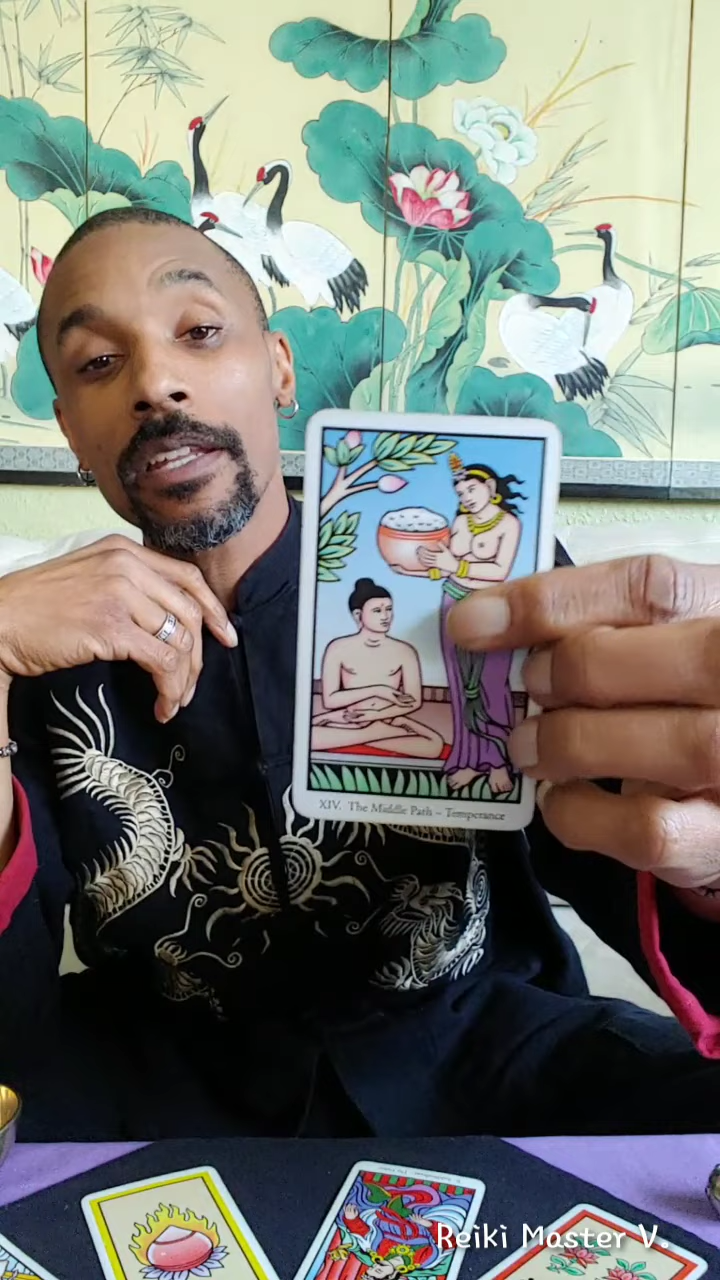 XIV. The Middle Path – Temperance
Reiki Master V.